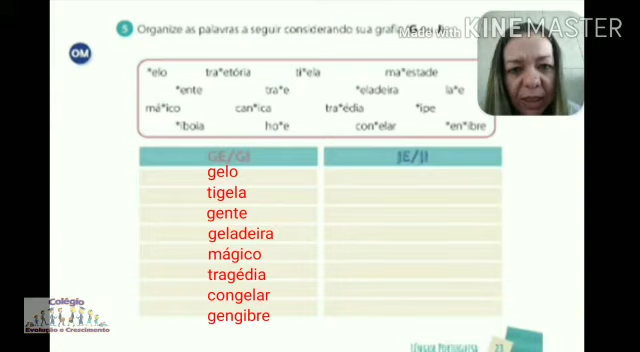 5 Organize as palavras a seguir considerando sua grafia: G ou J.
Made with KINEMASTER
OM
*elo tra*etória ti*ela ma*estade
*ente tra*e *eladeira la*e
má*ico can*ica tra*édia *ipe
*iboia ho*e con*elar *en*ibre
GE/GI JE/JI
gelo
tigela
gente
geladeira
mágico
tragédia
congelar
gengibre
Colégio
Evolução e Crescimento
LÍNGUA PORTUGUESA 21